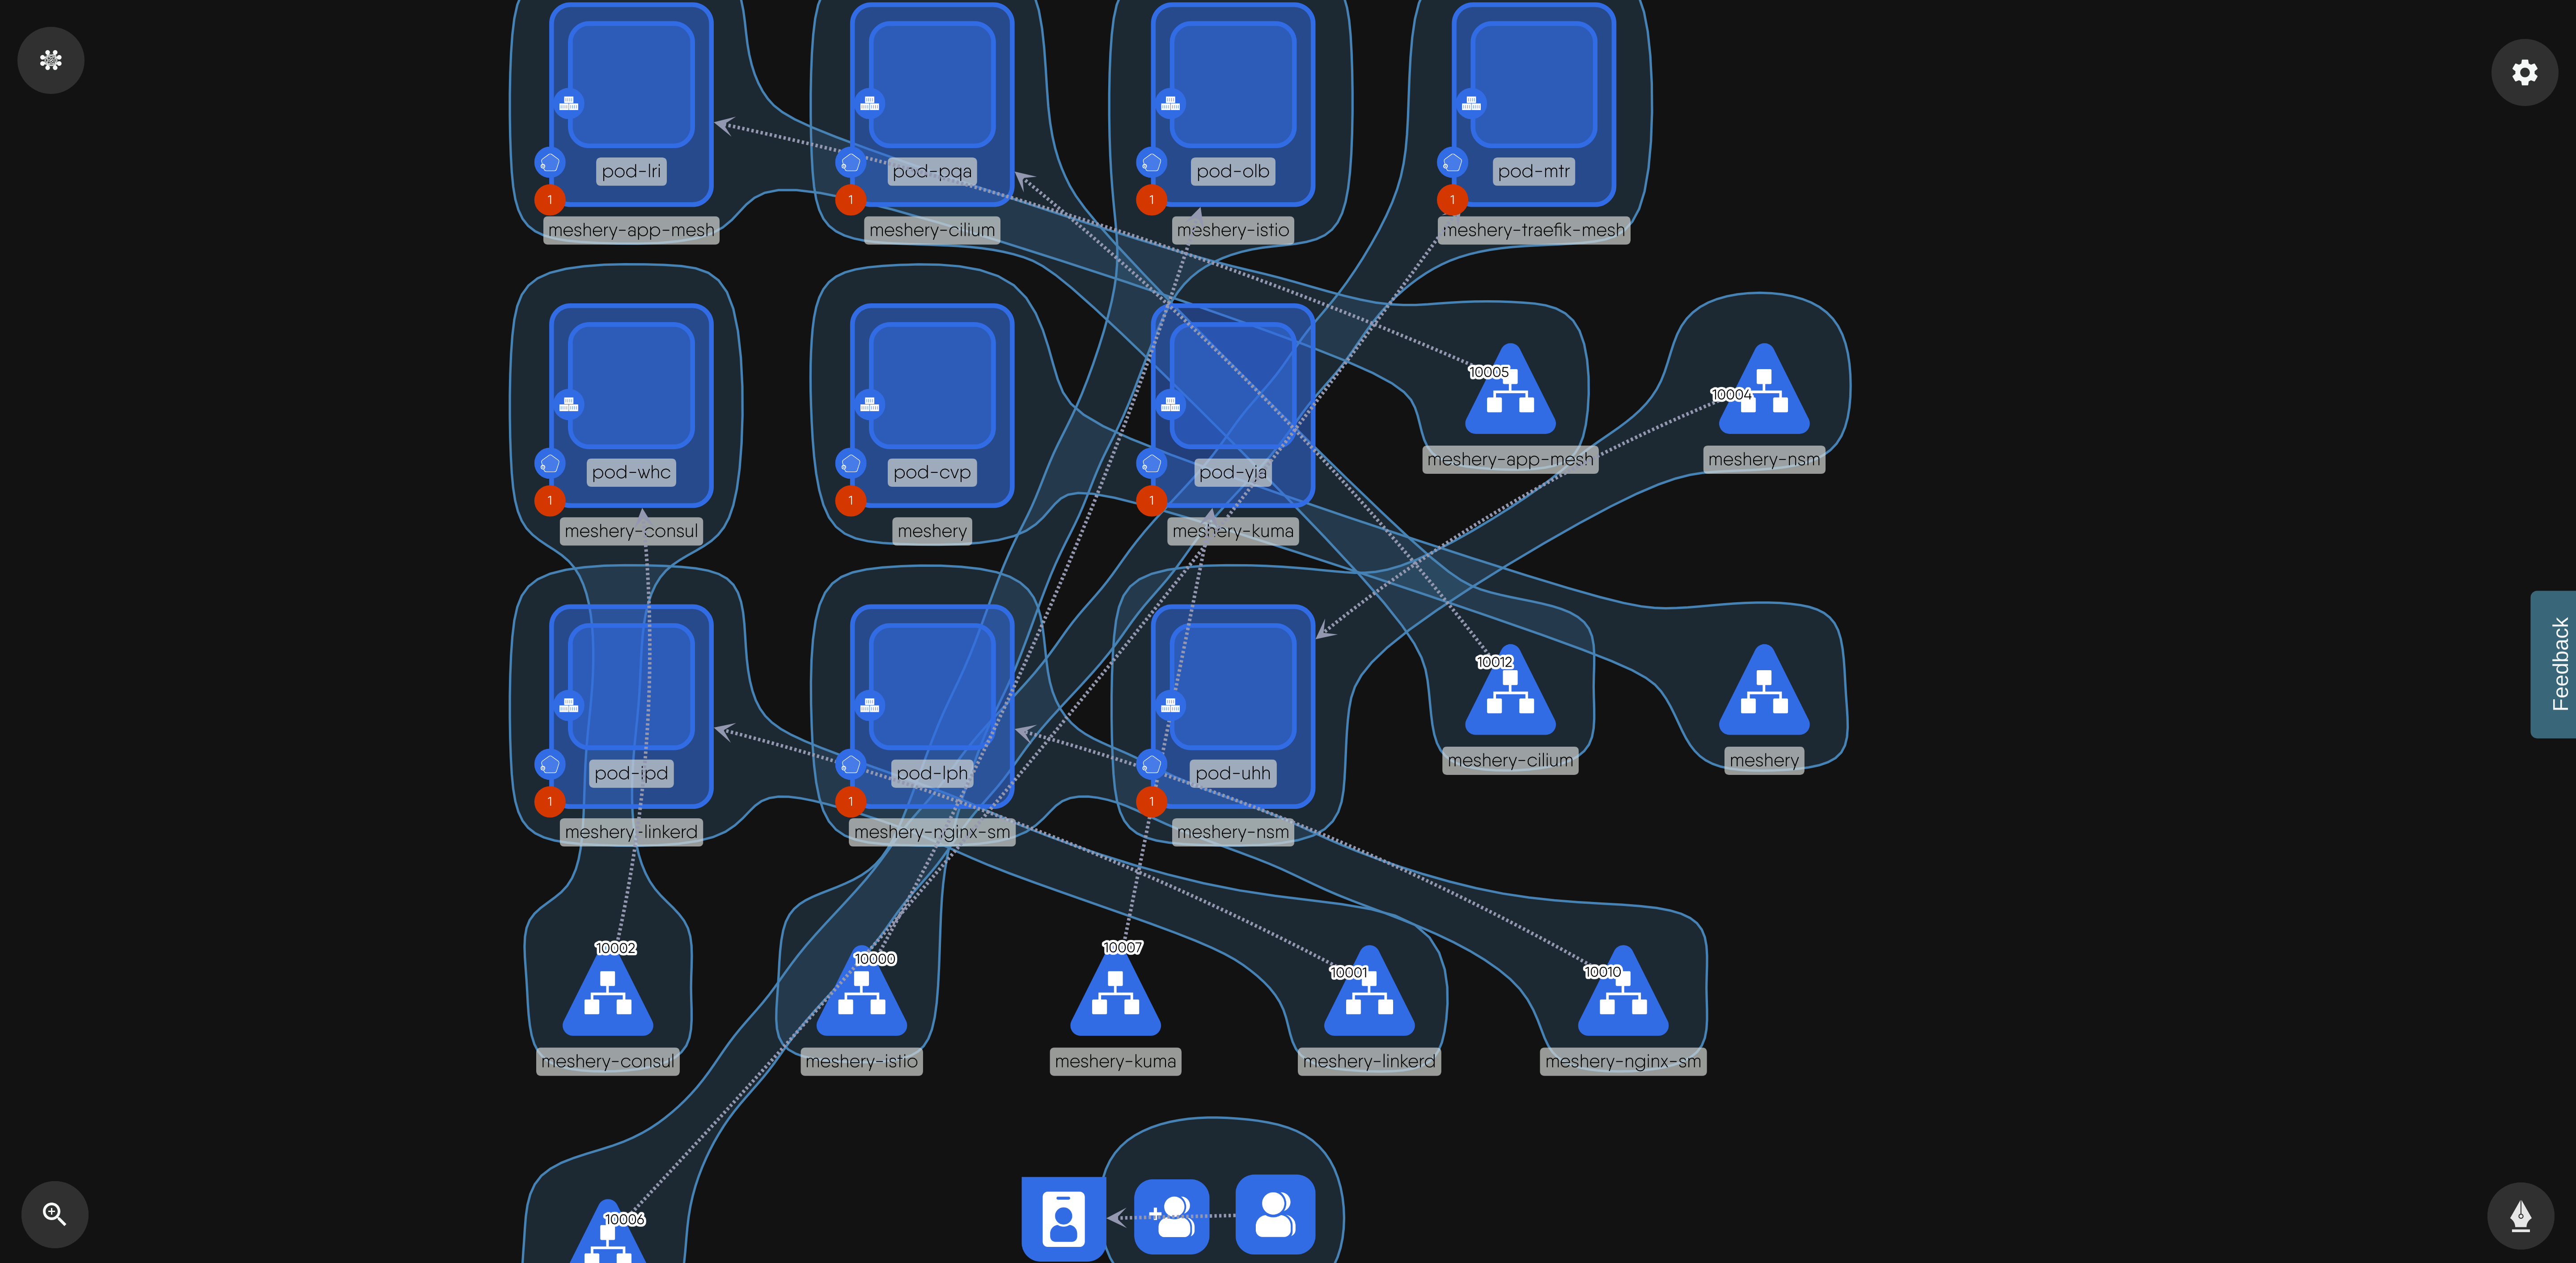 pod-lri
pod-pqa
pod-olb
pod-mtr
1
1
1
1
meshery-app-mesh
meshery-cilium
meshery-istio
meshery-traefik-mesh
10005
10004
meshery-app-mesh
meshery-nsm
pod-whc
pod-cvp
pod-yja
1
1
1
meshery-consul
meshery
meshery-kuma
10012
meshery-cilium
meshery
Feedback
pod-ipd
pod-lph
pod-uhh
1
1
1
meshery-linkerd
meshery-nginx-sm
meshery-nsm
10002
10000
10007
10001
10010
meshery-consul
meshery-istio
meshery-kuma
meshery-linkerd
meshery-nginx-sm
10006